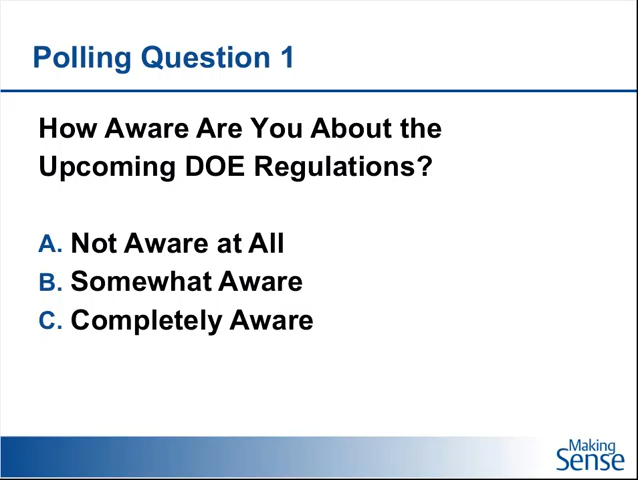 Polling Question 1
How Aware Are You About the
Upcoming DOE Regulations?
A. Not Aware at All
B. Somewhat Aware
C. Completely Aware
Making
Sense